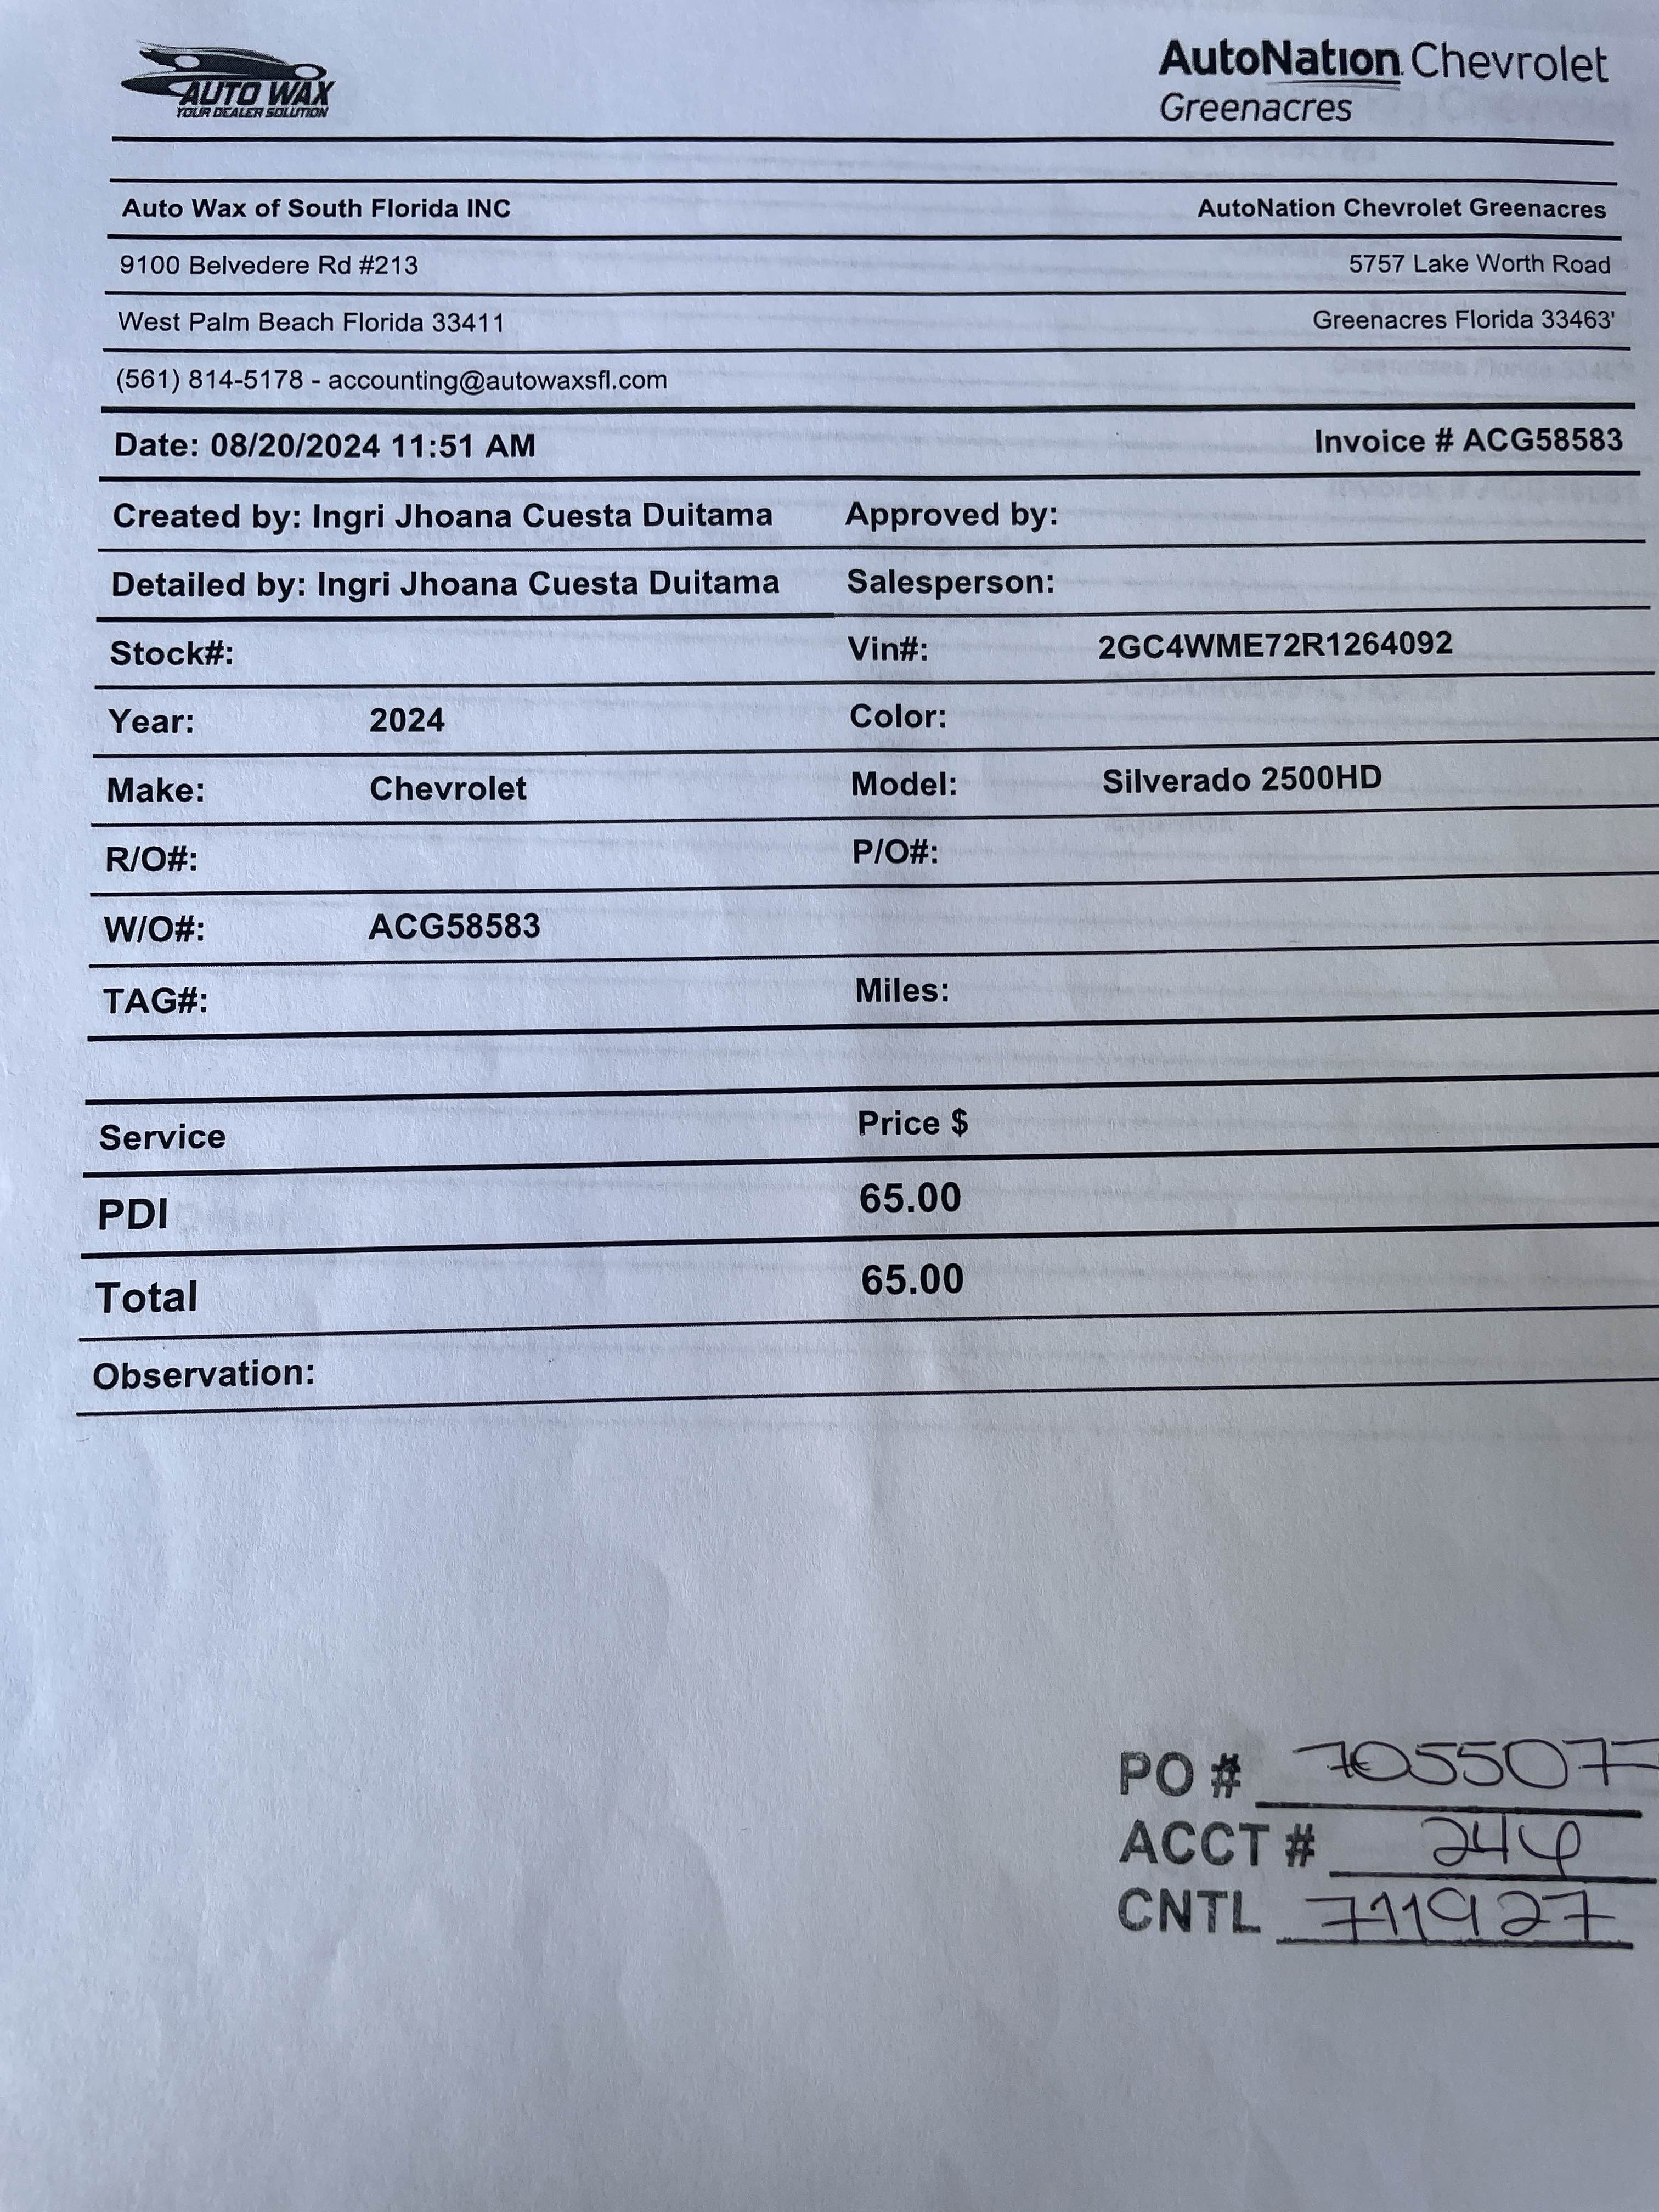 AUTO WAX
YOUR DEALER SOLUTION
AutoNation Chevrolet
Greenacres
Auto Wax of South Florida INC AutoNation Chevrolet Greenacres
9100 Belvedere Rd #213 5757 Lake Worth Road
West Palm Beach Florida 33411 Greenacres Florida 33463'
(561) 814-5178 - accounting@autowaxsfl.com
Date: 08/20/2024 11:51 AM Invoice # ACG58583
Created by: Ingri Jhoana Cuesta Duitama Approved by:
Detailed by: Ingri Jhoana Cuesta Duitama Salesperson:
Stock#: Vin#: 2GC4WME72R1264092
Year: 2024 Color:
Make: Chevrolet Model: Silverado 2500HD
R/O#: P/O#:
W/O#: ACG58583
TAG#: Miles:
Service Price $
PDI 65.00
Total 65.00
Observation:
PO # 7055077
ACCT # 244
CNTL 711927